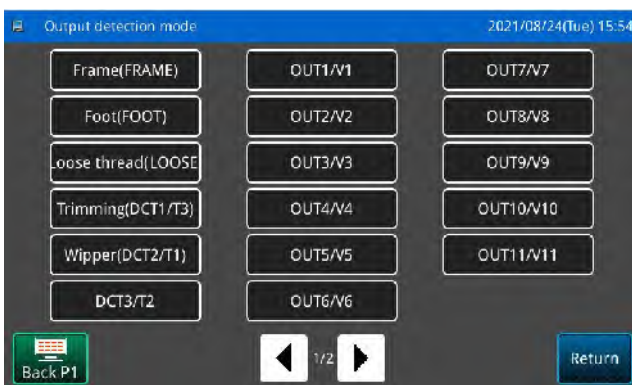 Output detection mode
2021/08/24(Tue) 15:54
Frame(FRAME)
OUT1/V1
OUT7/V7
Foot(FOOT)
OUT2/V2
OUT8/V8
Loose thread(LOOSE
OUT3/V3
OUT9/V9
Trimming(DCT1/T3)
OUT4/V4
OUT10/V10
Wipper(DCT2/T1)
OUT5/V5
OUT11/V11
DCT3/T2
OUT6/V6
Back P1
1/2
Return